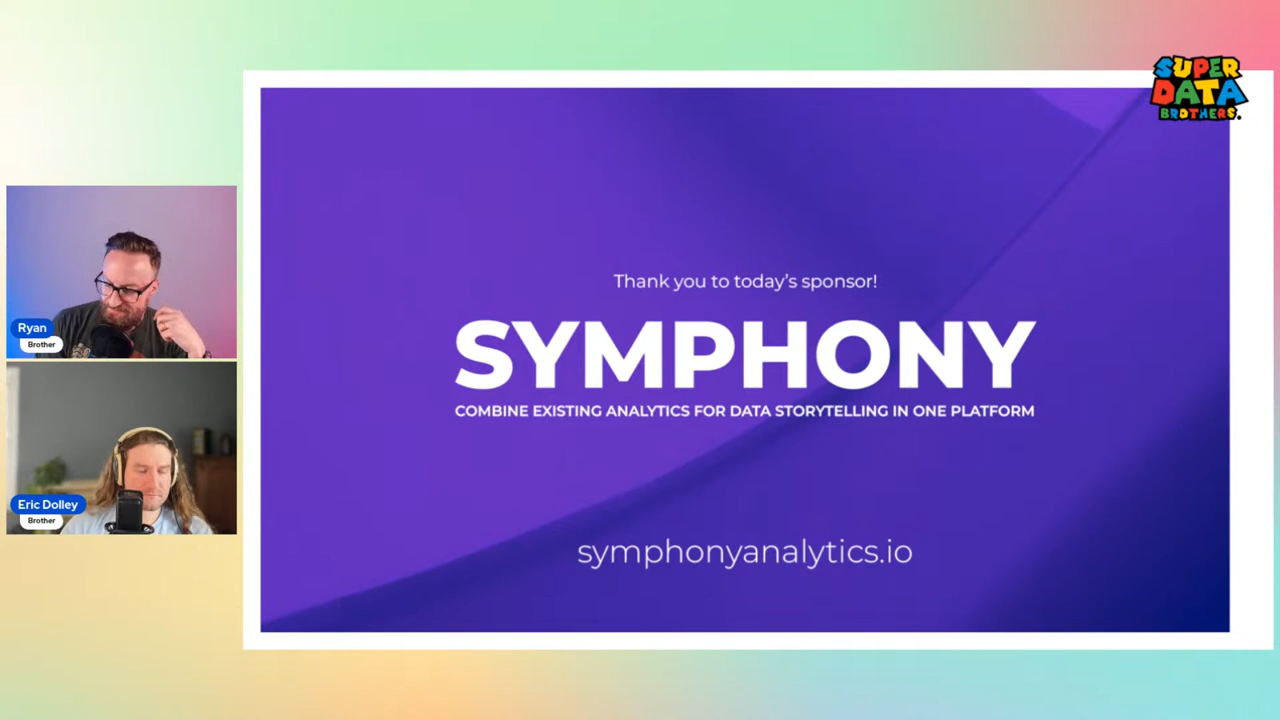 SUPER
DATA
BROTHERS.
Thank you to today's sponsor!
SYMPHONY
COMBINE EXISTING ANALYTICS FOR DATA STORYTELLING IN ONE PLATFORM
symphonyanalytics.io
Ryan
Brother
Eric Dolley
Brother